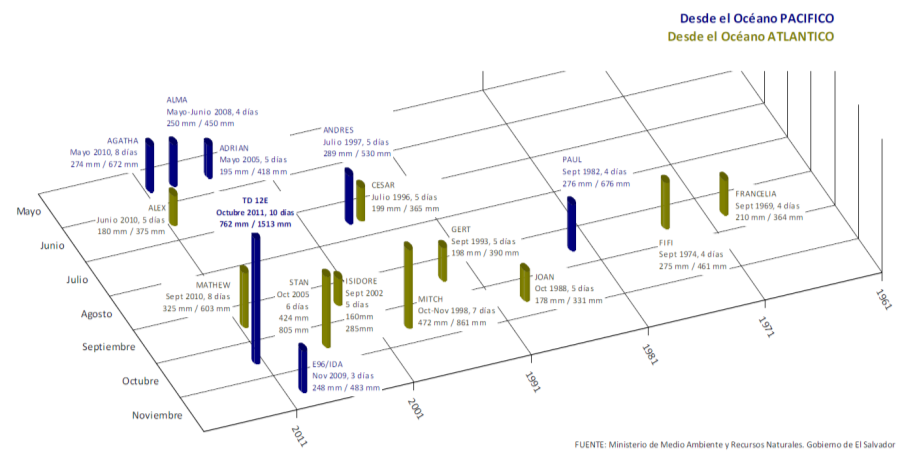 Desde el Océano PACIFICO
Desde el Océano ATLANTICO
ALMA
Mayo-Junio 2008, 4 días
250 mm / 450 mm
AGATHA
Mayo 2010, 8 días
274 mm / 672 mm
ADRIAN
Mayo 2005, 5 días
195 mm / 418 mm
ANDRES
Julio 1997, 5 días
289 mm / 530 mm
CESAR
Julio 1996, 5 días
199 mm / 365 mm
PAUL
Sept 1982, 4 días
276 mm / 676 mm
FRANCELIA
Sept 1969, 4 días
210 mm / 364 mm
ALEX
Junio 2010, 5 días
180 mm / 375 mm
TD 12E
Octubre 2011, 10 días
762 mm / 1513 mm
GERT
Sept 1993, 5 días
198 mm / 390 mm
FIFI
Sept 1974, 4 días
275 mm / 461 mm
MATHEW
Sept 2010, 8 días
325 mm / 603 mm
STAN
Oct 2005
6 días
424 mm
805 mm
ISIDORE
Sept 2002
5 días
160mm
285mm
MITCH
Oct-Nov 1998, 7 días
472 mm / 861 mm
JOAN
Oct 1988, 5 días
178 mm / 331 mm
E96/IDA
Nov 2009, 3 días
248 mm / 483 mm
Mayo
Junio
Julio
Agosto
Septiembre
Octubre
Noviembre
2011
2001
1991
1981
1971
1961
FUENTE: Ministerio de Medio Ambiente y Recursos Naturales. Gobierno de El Salvador